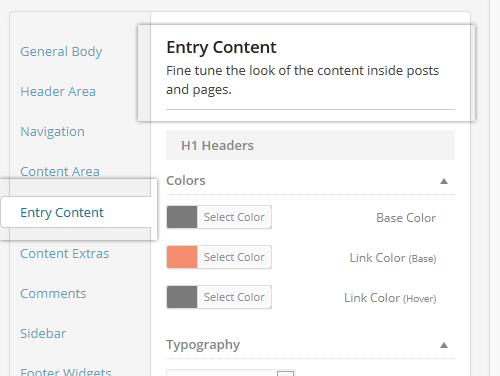 General Body
Header Area
Navigation
Content Area
Entry Content
Content Extras
Comments
Sidebar
Footer Widgets
Entry Content
Fine tune the look of the content inside posts
and pages.
H1 Headers
Colors
Select Color Base Color
Select Color Link Color (Base)
Select Color Link Color (Hover)
Typography